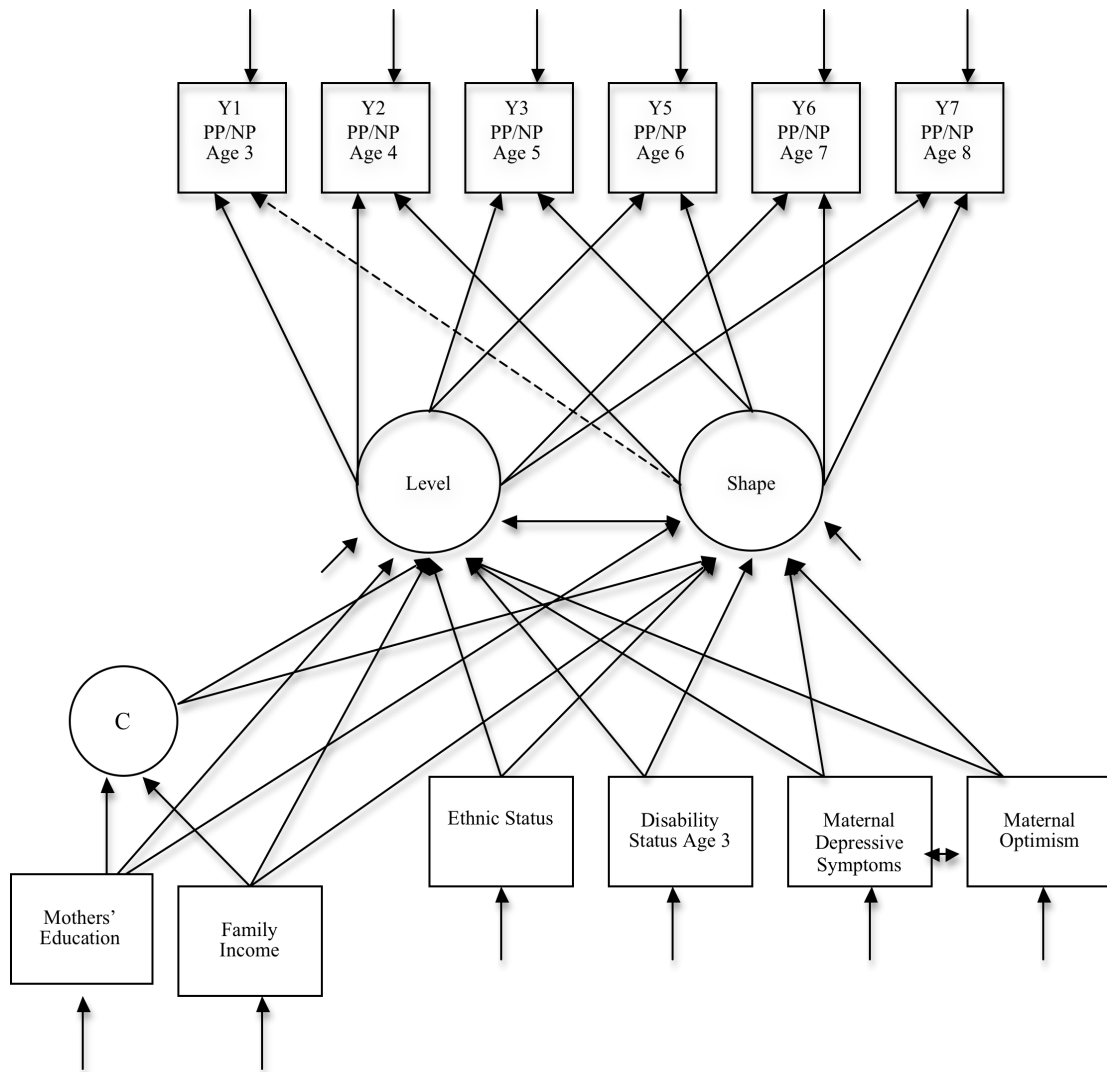 Y1
PP/NP
Age 3
Y2
PP/NP
Age 4
Y3
PP/NP
Age 5
Y5
PP/NP
Age 6
Y6
PP/NP
Age 7
Y7
PP/NP
Age 8
Level
Shape
C
Ethnic Status
Disability
Status Age 3
Maternal
Depressive
Symptoms
Maternal
Optimism
Mothers’
Education
Family
Income